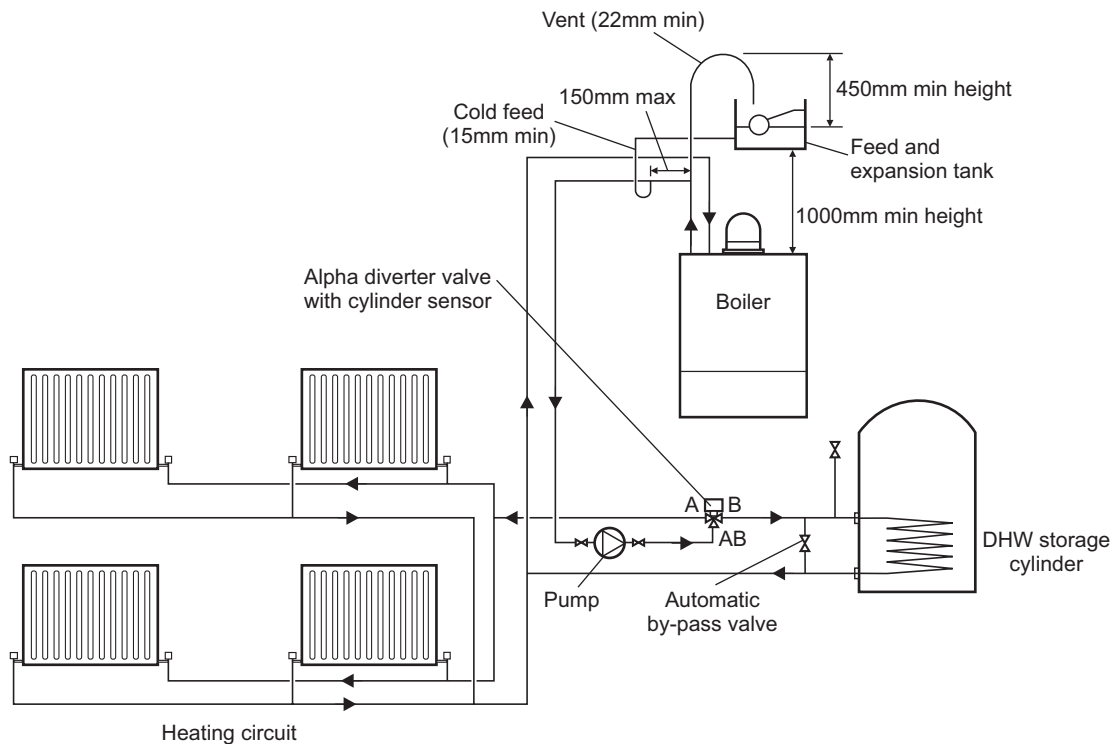 Vent (22mm min)
450mm min height
150mm max
Cold feed
(15mm min)
Feed and
expansion tank
1000mm min height
Alpha diverter valve
with cylinder sensor
Boiler
A
B
AB
DHW storage
cylinder
Pump
Automatic
by-pass valve
Heating circuit